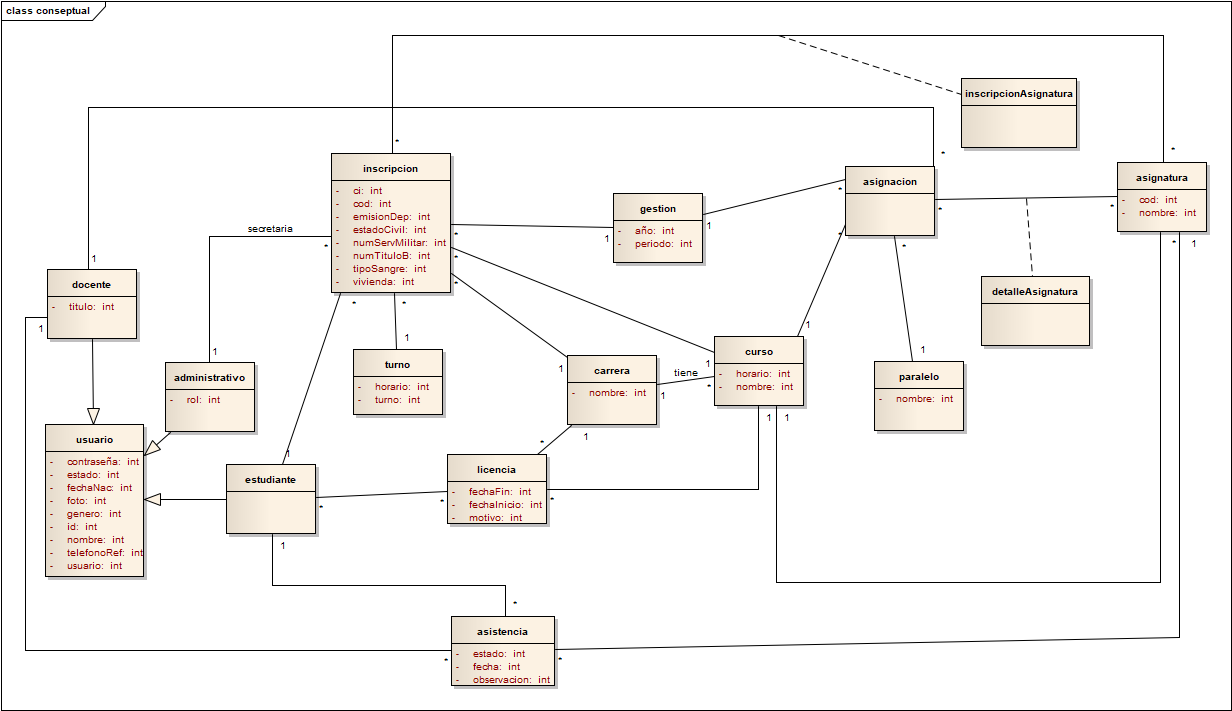 class conseptual
inscripcionAsignatura
inscripcion
- ci: int
- cod: int
- emisionDep: int
- estadoCivil: int
- numServMilitar: int
- numTituloB: int
- tipoSangre: int
- vivienda: int
*
*
*
*
*
*
*
asignacion
*
*
*
*
*
asignatura
- cod: int
- nombre: int
*
*
*
1
gestion
- año: int
- periodo: int
1
1
secretaria
docente
- titulo: int
1
1
detalleAsignatura
administrativo
- rol: int
1
turno
- horario: int
- turno: int
1
carrera
- nombre: int
1
1
1
tiene
curso
- horario: int
- nombre: int
1
*
1
1
1
paralelo
- nombre: int
1
usuario
- contraseña: int
- estado: int
- fechaNac: int
- foto: int
- genero: int
- id: int
- nombre: int
- telefonoRef: int
- usuario: int
estudiante
1
*
1
licencia
- fechaFin: int
- fechaInicio: int
- motivo: int
*
*
*
asistencia
- estado: int
- fecha: int
- observacion: int
*
*
*